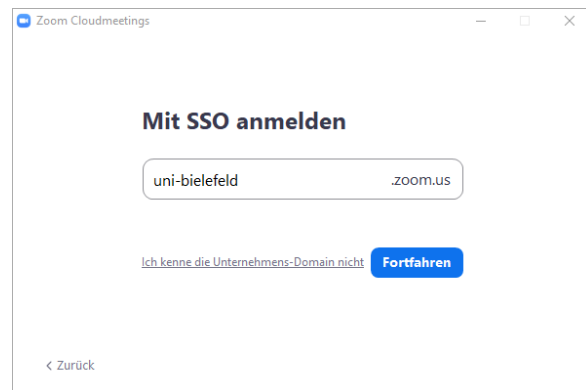 Zoom Cloudmeetings
Mit SSO anmelden
uni-bielefeld .zoom.us
Ich kenne die Unternehmens-Domain nicht Fortfahren
< Zurück